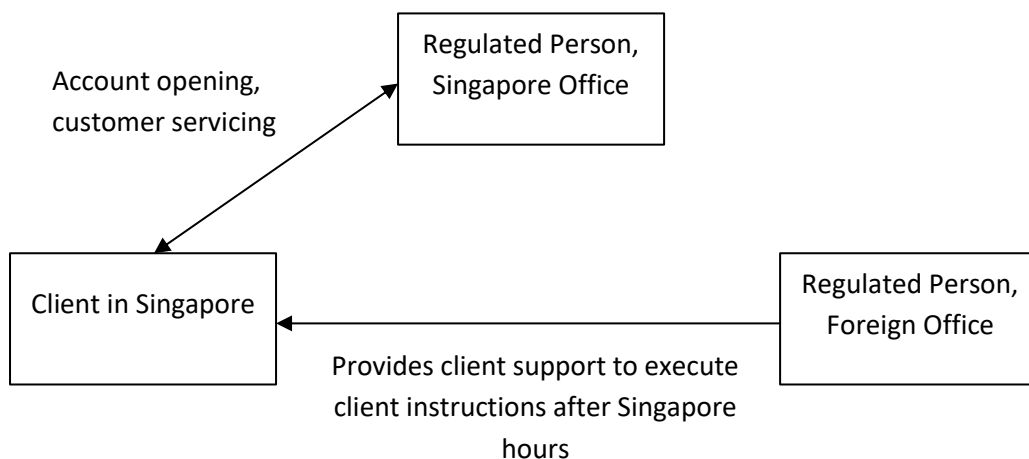 Regulated Person,
Singapore Office
Account opening,
customer servicing
Client in Singapore
Regulated Person,
Foreign Office
Provides client support to execute
client instructions after Singapore
hours